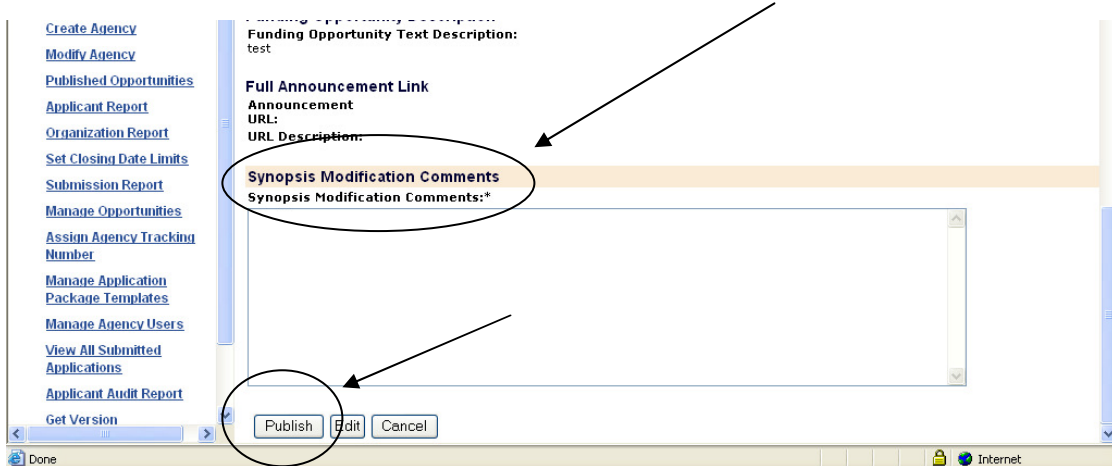 Create Agency
Modify Agency
Published Opportunities
Applicant Report
Organization Report
Set Closing Date Limits
Submission Report
Manage Opportunities
Assign Agency Tracking
Number
Manage Application
Package Templates
Manage Agency Users
View All Submitted
Applications
Applicant Audit Report
Get Version
Funding Opportunity Description
Funding Opportunity Text Description:
test
Full Announcement Link
Announcement
URL:
URL Description:
Synopsis Modification Comments
Synopsis Modification Comments:*
Publish Edit Cancel
Done Internet